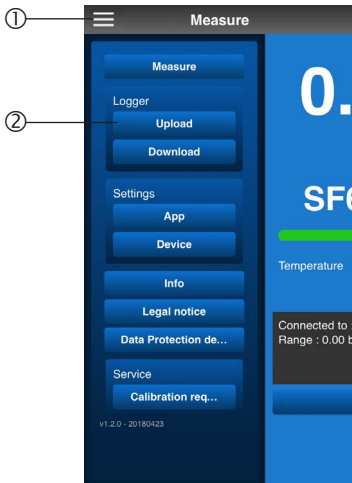 ①
Measure
Measure
0.
Logger
②
Upload
Download
SF6
Settings
App
Device
Temperature
Info
Legal notice
Connected to :
Range : 0.00 b
Data Protection de...
Service
Calibration req...
v1.2.0 - 20180423